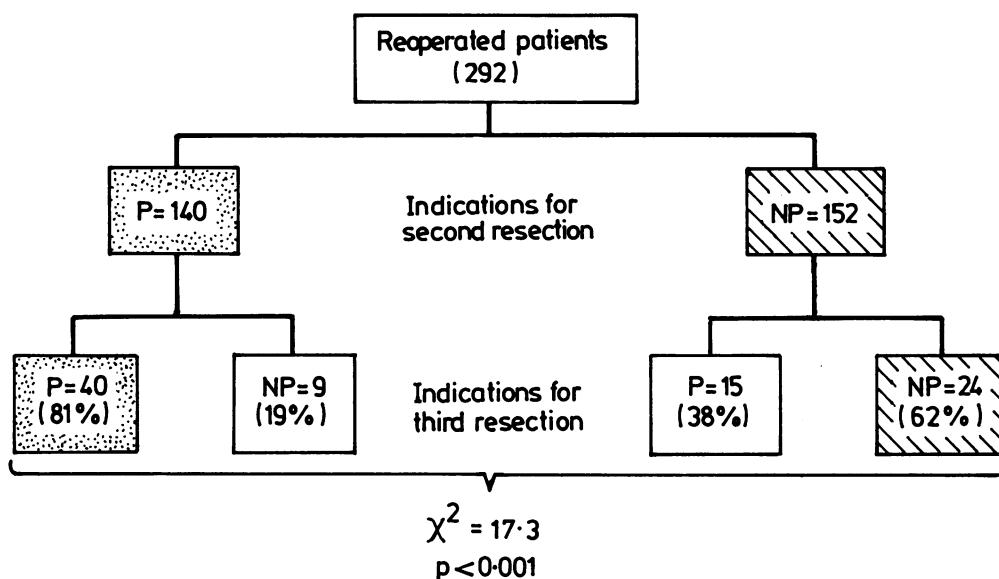 Reoperated patients
(292)
P=140
Indications for
second resection
NP=152
P=40
(81%)
NP=9
(19%)
Indications for
third resection
P=15
(38%)
NP=24
(62%)
χ² = 17·3
p<0·001